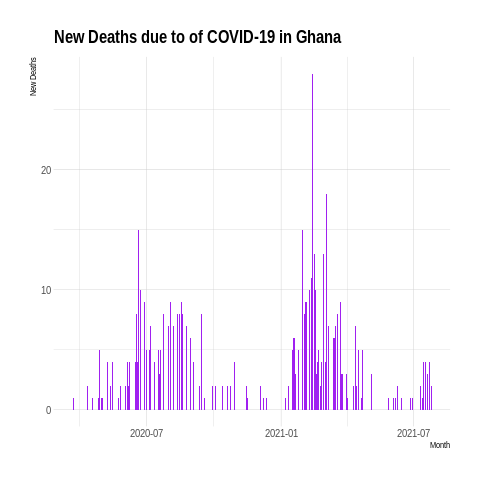 New Deaths due to of COVID-19 in Ghana
New Deaths
20
10
0
2020-07
2021-01
2021-07
Month